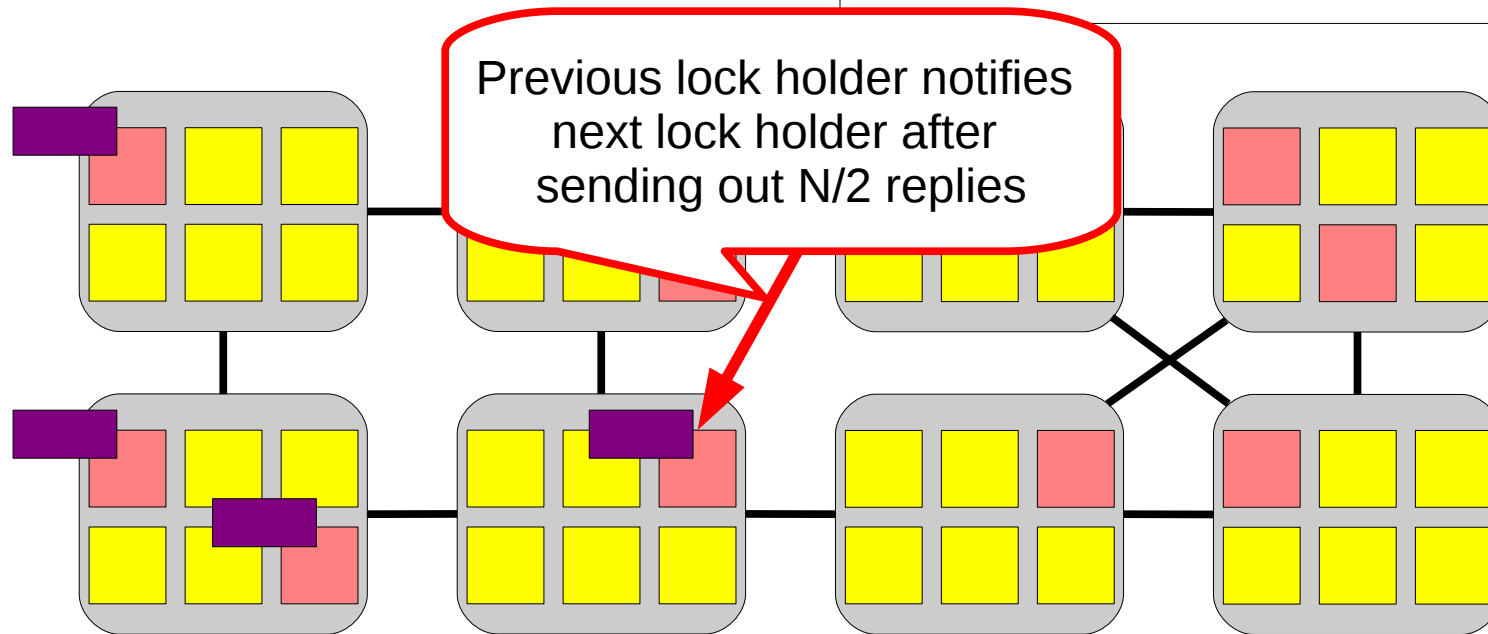 Previous lock holder notifies
next lock holder after
sending out N/2 replies